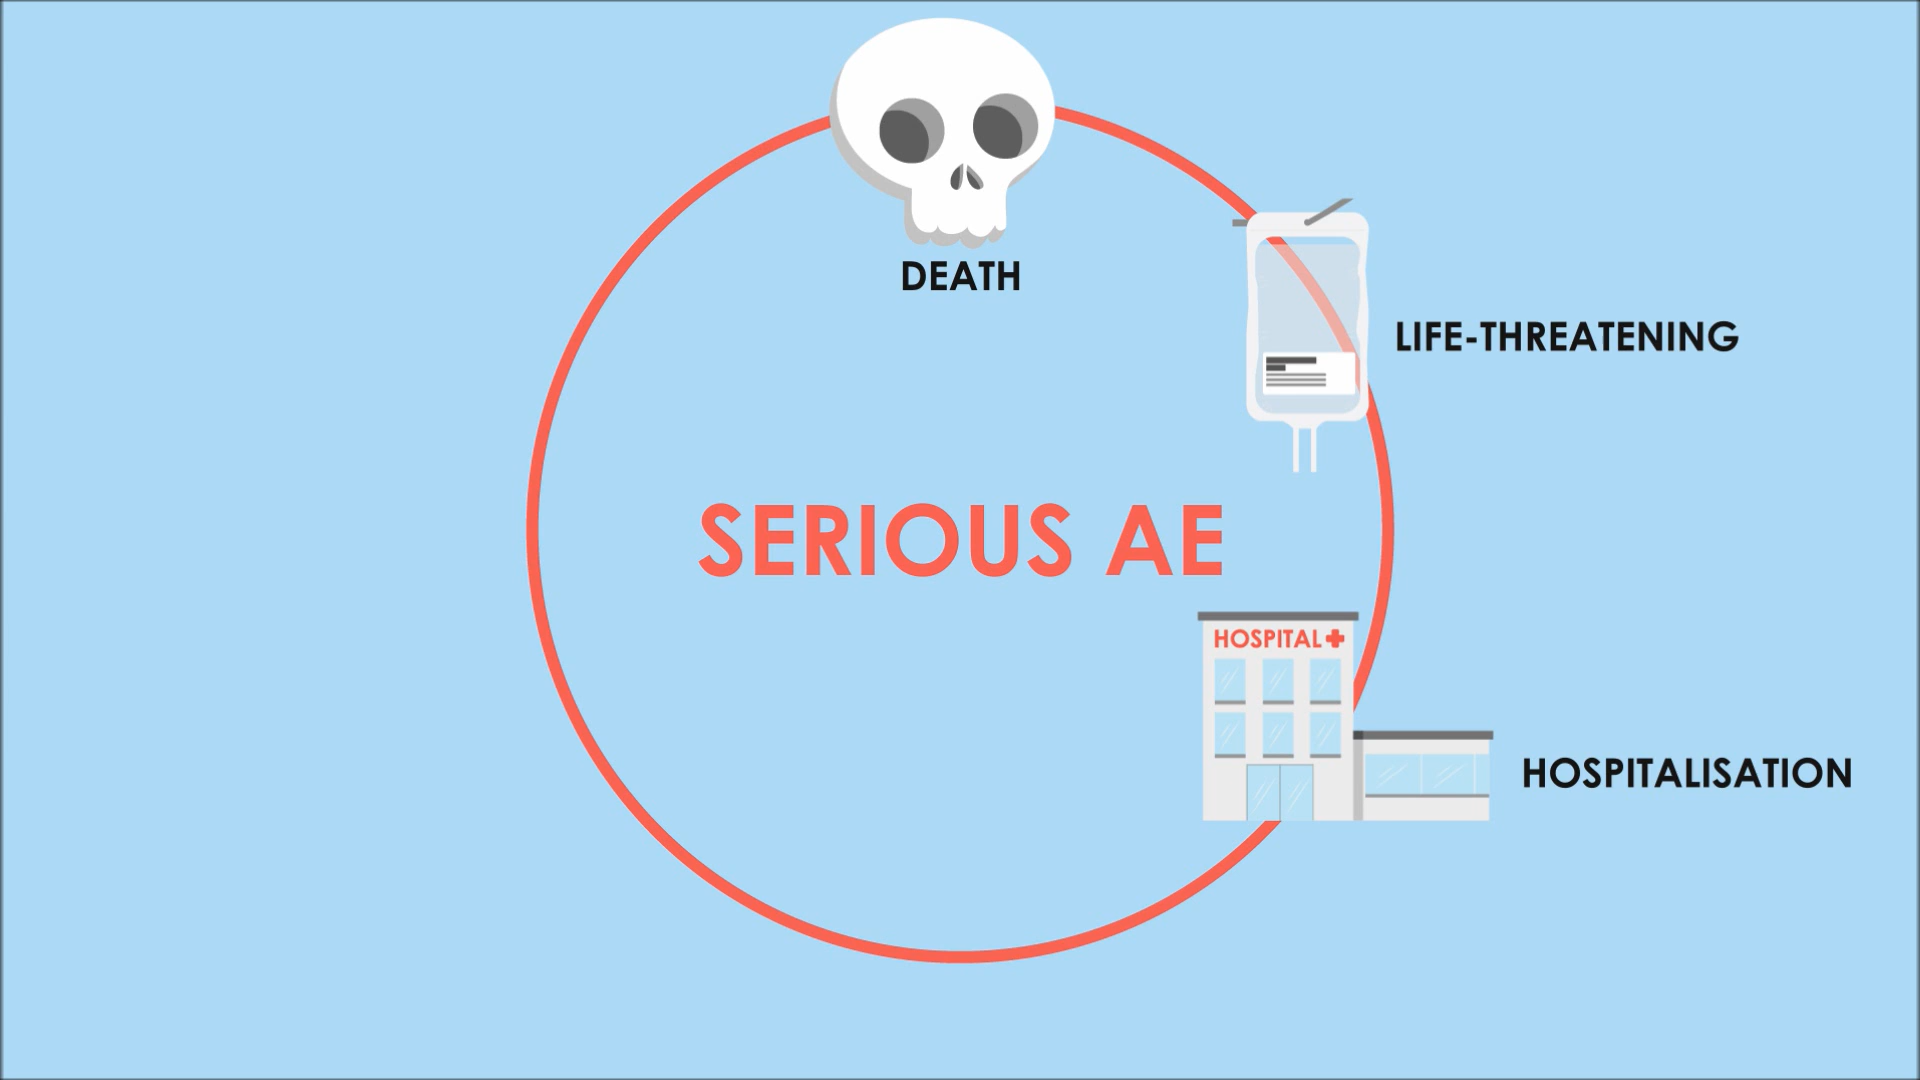 DEATH
LIFE-THREATENING
SERIOUS AE
HOSPITAL
HOSPITALISATION